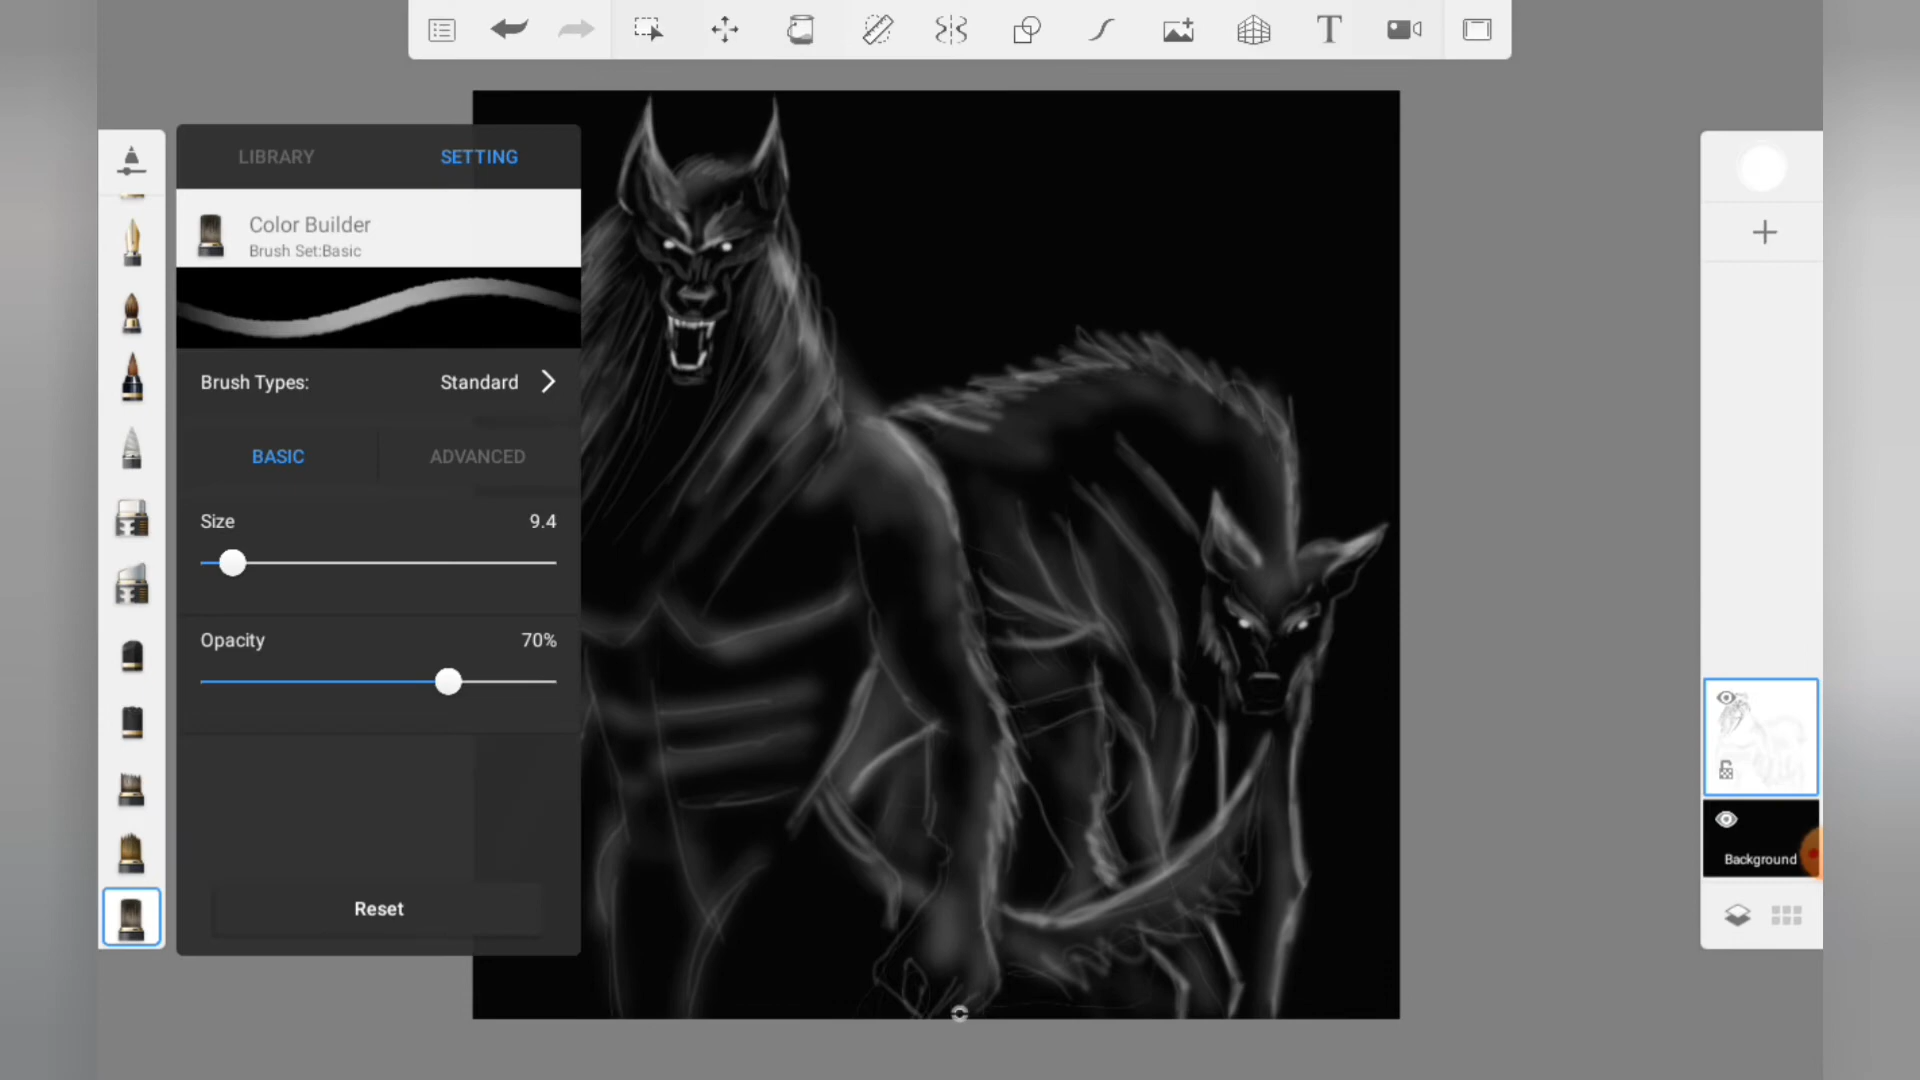 T
LIBRARY SETTING
Color Builder
Brush Set:Basic
Brush Types: Standard
BASIC ADVANCED
Size 9.4
Opacity 70%
Reset
Background